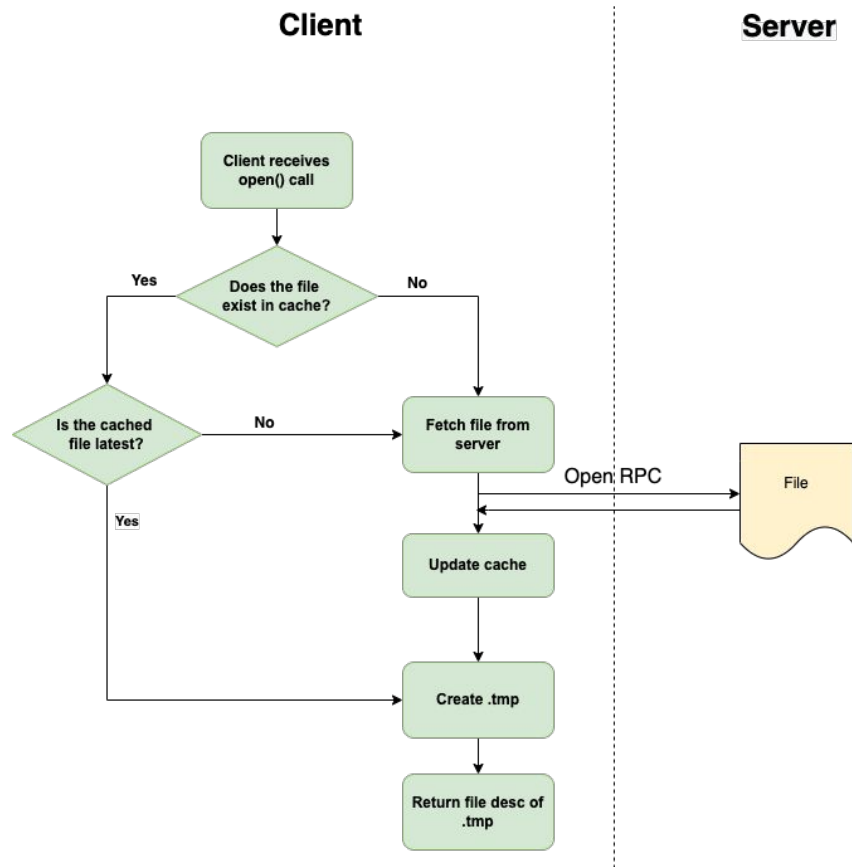 Client
Server
Client receives
open() call
Yes
Does the file
exist in cache?
No
Is the cached
file latest?
No
Fetch file from
server
Open RPC
File
Yes
Update cache
Create .tmp
Return file desc of
.tmp